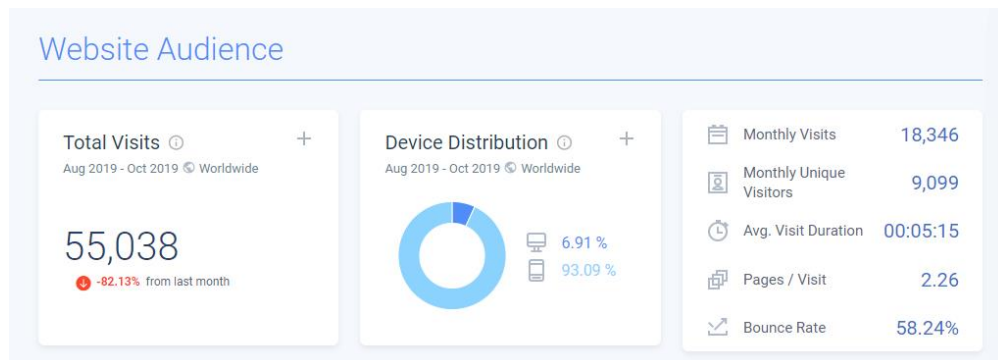 Website Audience
Total Visits
Aug 2019 - Oct 2019 Worldwide
55,038
-82.13% from last month
Device Distribution
Aug 2019 - Oct 2019 Worldwide
6.91 %
93.09 %
Monthly Visits 18,346
Monthly Unique
Visitors 9,099
Avg. Visit Duration 00:05:15
Pages / Visit 2.26
Bounce Rate 58.24%